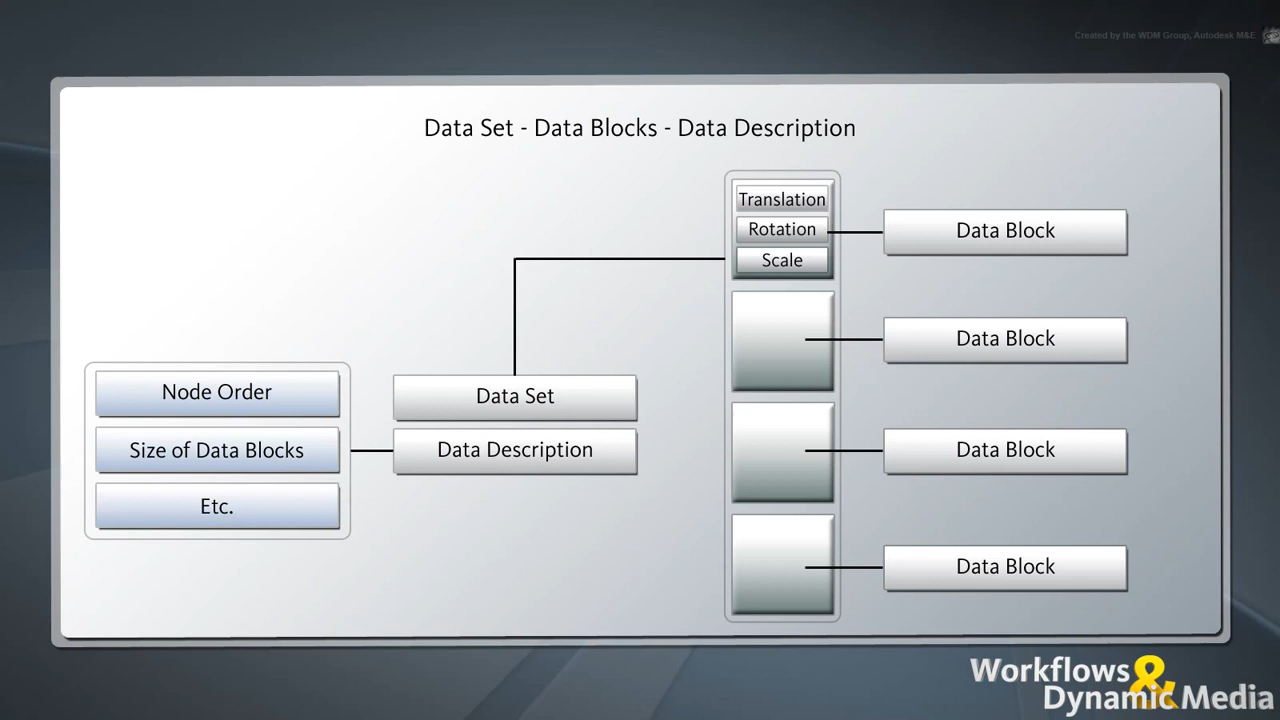 Created by the WDM Group, Autodesk M&E
Data Set - Data Blocks - Data Description
Translation
Rotation
Scale
Data Block
Data Block
Data Block
Data Block
Data Set
Data Description
Node Order
Size of Data Blocks
Etc.
Workflows &
Dynamic Media